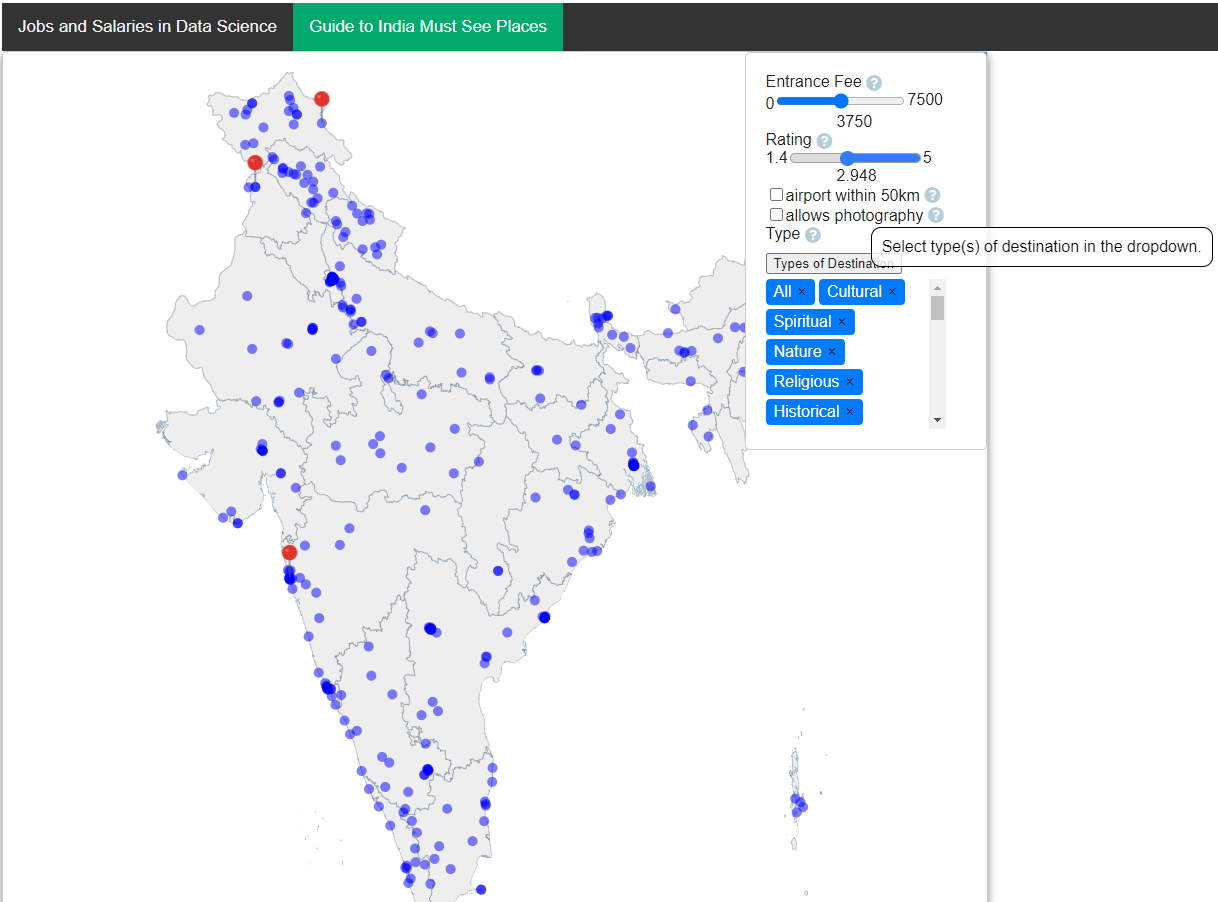 Jobs and Salaries in Data Science
Guide to India Must See Places
Entrance Fee ?
0 7500
3750
Rating ?
1.4 5
2.948
airport within 50km ?
allows photography ?
Type ?
Select type(s) of destination in the dropdown.
Types of Destination
All × Cultural ×
Spiritual ×
Nature ×
Religious ×
Historical ×